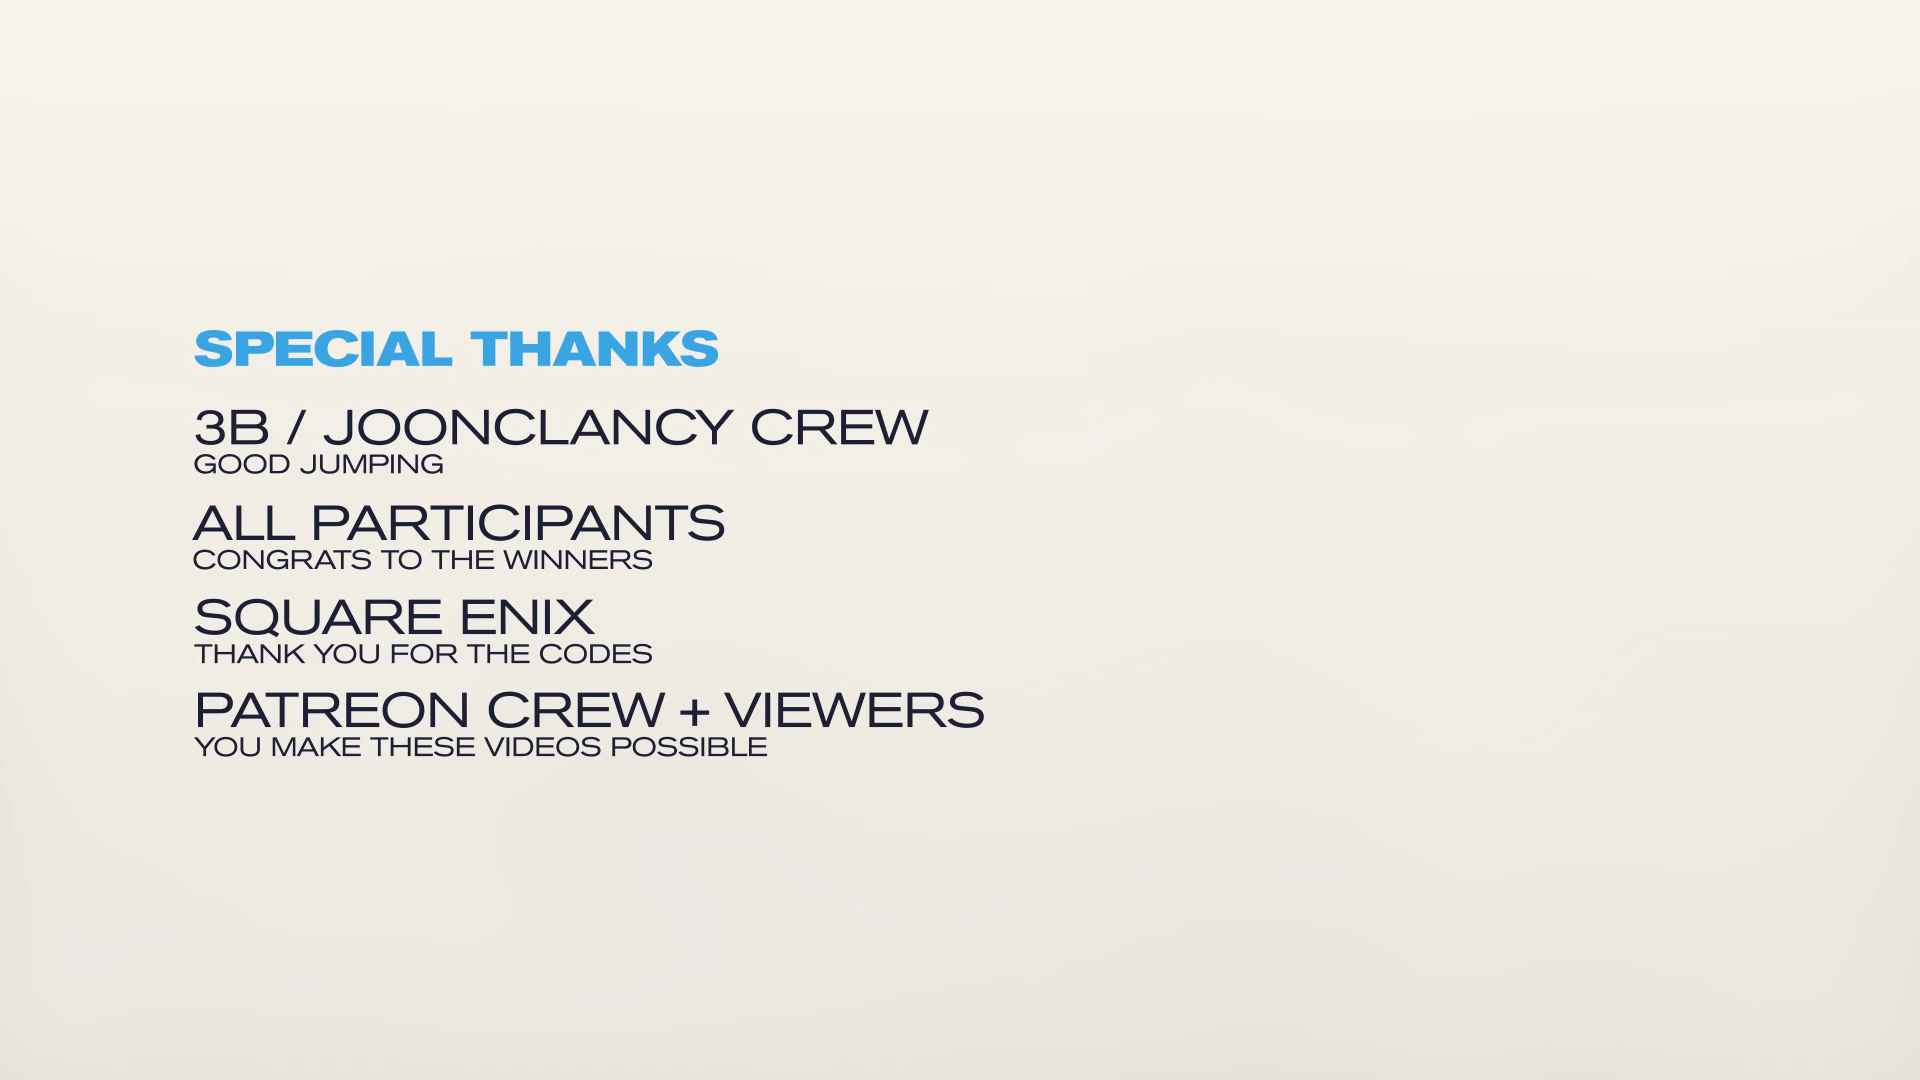 SPECIAL THANKS
3B / JOONCLANCY CREW
GOOD JUMPING
ALL PARTICIPANTS
CONGRATS TO THE WINNERS
SQUARE ENIX
THANK YOU FOR THE CODES
PATREON CREW + VIEWERS
YOU MAKE THESE VIDEOS POSSIBLE